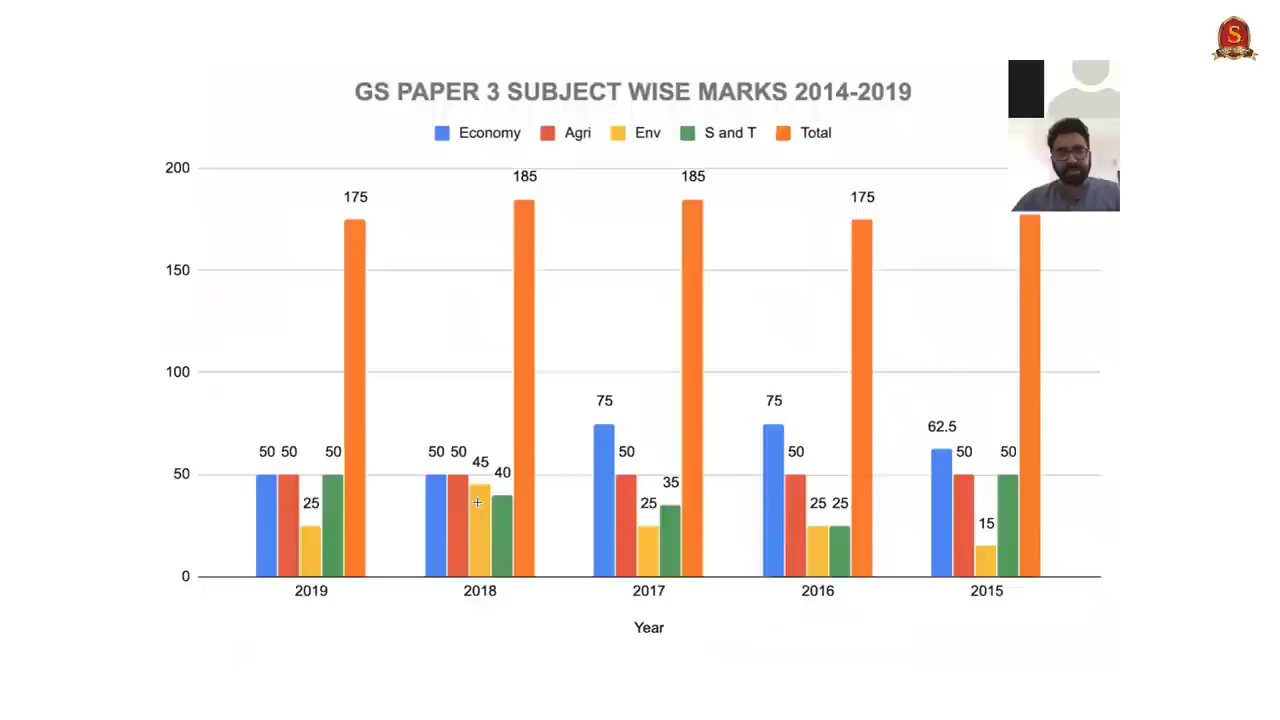 S
GS PAPER 3 SUBJECT WISE MARKS 2014-2019
Economy Agri Env S and T Total
200
150
100
50
0
175
185
185
175
50 50 25 50
50 50 45 40
75 50 25 35
75 50 25 25
62.5 50 15 50
2019 2018 2017 2016 2015
Year